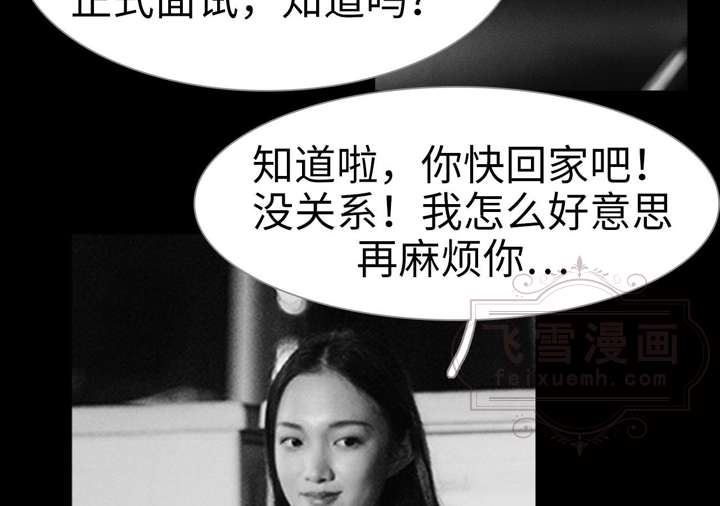 正式面试，知道吗？
知道啦，你快回家吧！
没关系！我怎么好意思
再麻烦你…
飞雪漫画
feixuemh.com